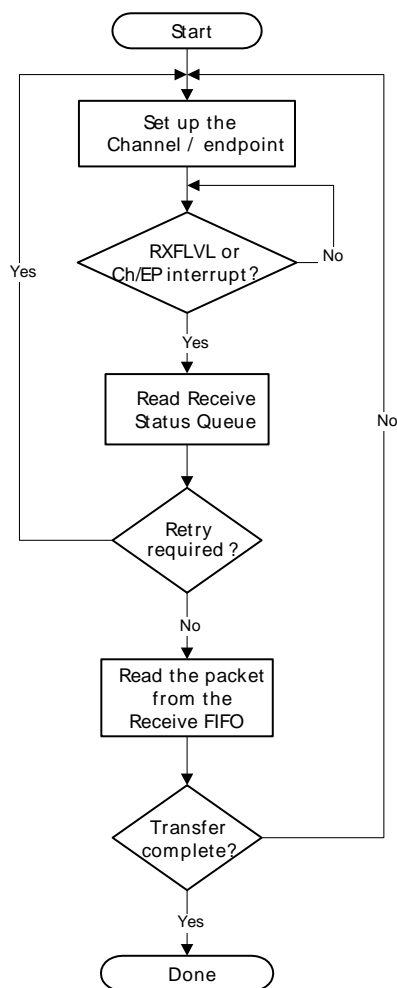 Start
Set up the
Channel / endpoint
RXFLVL or
Ch/EP interrupt?
No
Yes
Yes
Read Receive
Status Queue
No
Retry
required?
No
Read the packet
from the
Receive FIFO
Transfer
complete?
Yes
Done